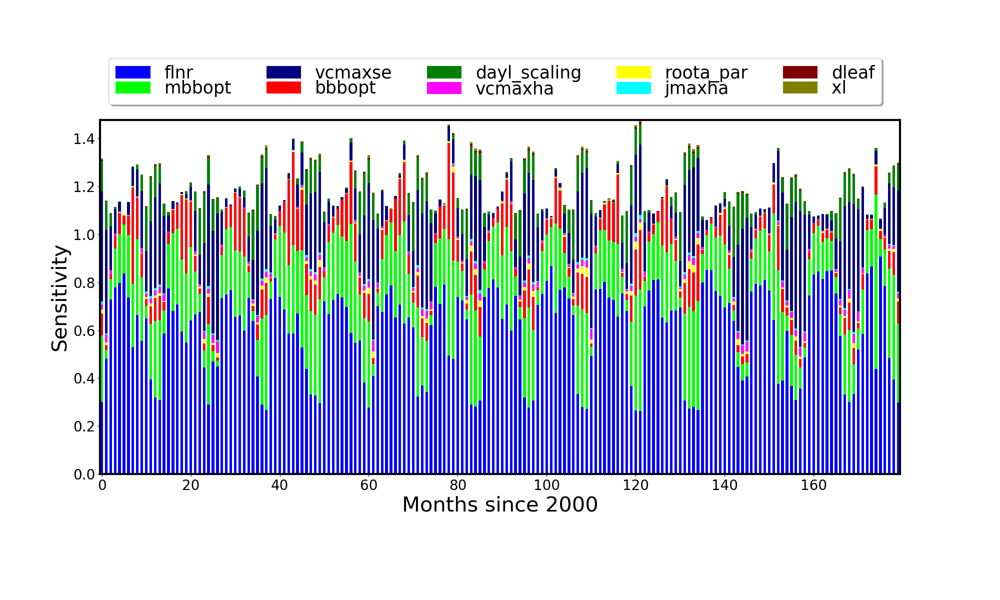 flnr vcmaxse dayl_scaling roota_par dleaf
mbbopt bbbopt vcmaxha jmaxha xl
1.4
1.2
1.0
0.8
0.6
0.4
0.2
0.0
Sensitivity
0 20 40 60 80 100 120 140 160
Months since 2000